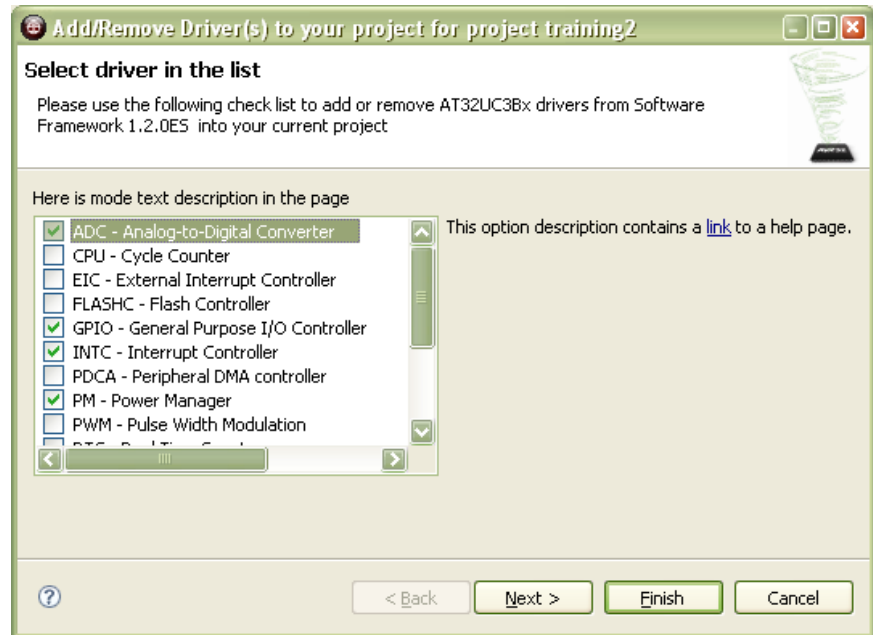 Add/Remove Driver(s) to your project for project training2
Select driver in the list
Please use the following check list to add or remove AT32UC3Bx drivers from Software
Framework 1.2.0ES into your current project
Here is mode text description in the page
ADC - Analog-to-Digital Converter
CPU - Cycle Counter
EIC - External Interrupt Controller
FLASHC - Flash Controller
GPIO - General Purpose I/O Controller
INTC - Interrupt Controller
PDCA - Peripheral DMA controller
PM - Power Manager
PWM - Pulse Width Modulation
This option description contains a link to a help page.
< Back
Next >
Finish
Cancel